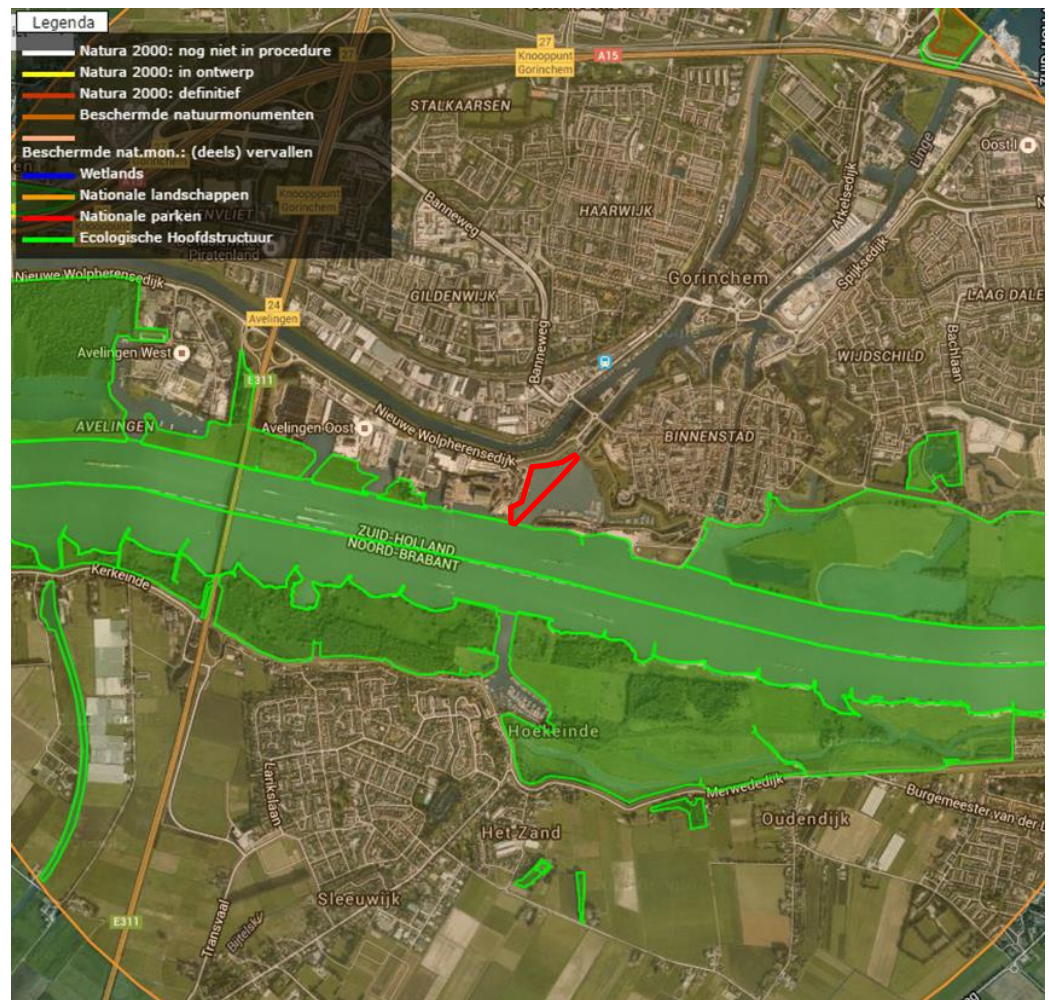 Legenda
Natura 2000: nog niet in procedure
Natura 2000: in ontwerp
Natura 2000: definitief
Beschermde natuurmonumenten
Beschermde nat.mon.: (deels) vervallen
Wetlands
Nationale landschappen
Nationale parken
Ecologische Hoofdstructuur
27
Knooppunt
Gorinchem
A15
27
STALKAARSEN
Linge
Oost I
Knooppunt
Gorinchem
Arkelsedijk
Banneweg
HAARWIJK
Piratenland
Spijksedijk
Nieuwe Wolpherensedijk
Gorinchem
GILDENWIJK
LAAG DALE
24
Avelingen
Banneweg
Bachlaan
Avelingen West
WIJDSCHILD
E311
AVELINGEN
Avelingen Oost
Nieuwe Wolpherensedijk
BINNENSTAD
ZUID-HOLLAND
NOORD-BRABANT
Kerkeinde
Hoekeinde
Merwededijk
Burgemeester van der L
Larikslaan
Het Zand
Oudendijk
Sleeuwijk
E311
Transvaal